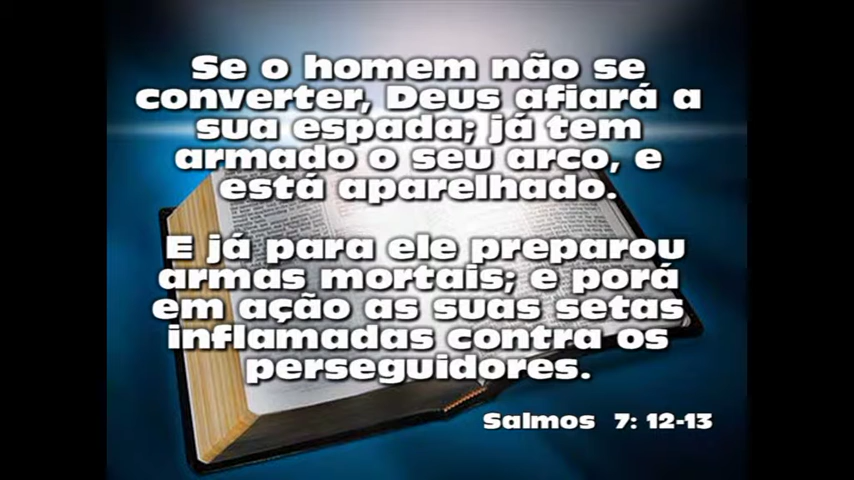 Se o homem não se
converter, Deus afiará a
sua espada; já tem
armado o seu arco, e
está aparelhado.
E já para ele preparou
armas mortais; e porá
em ação as suas setas
inflamadas contra os
perseguidores.
Salmos 7: 12-13